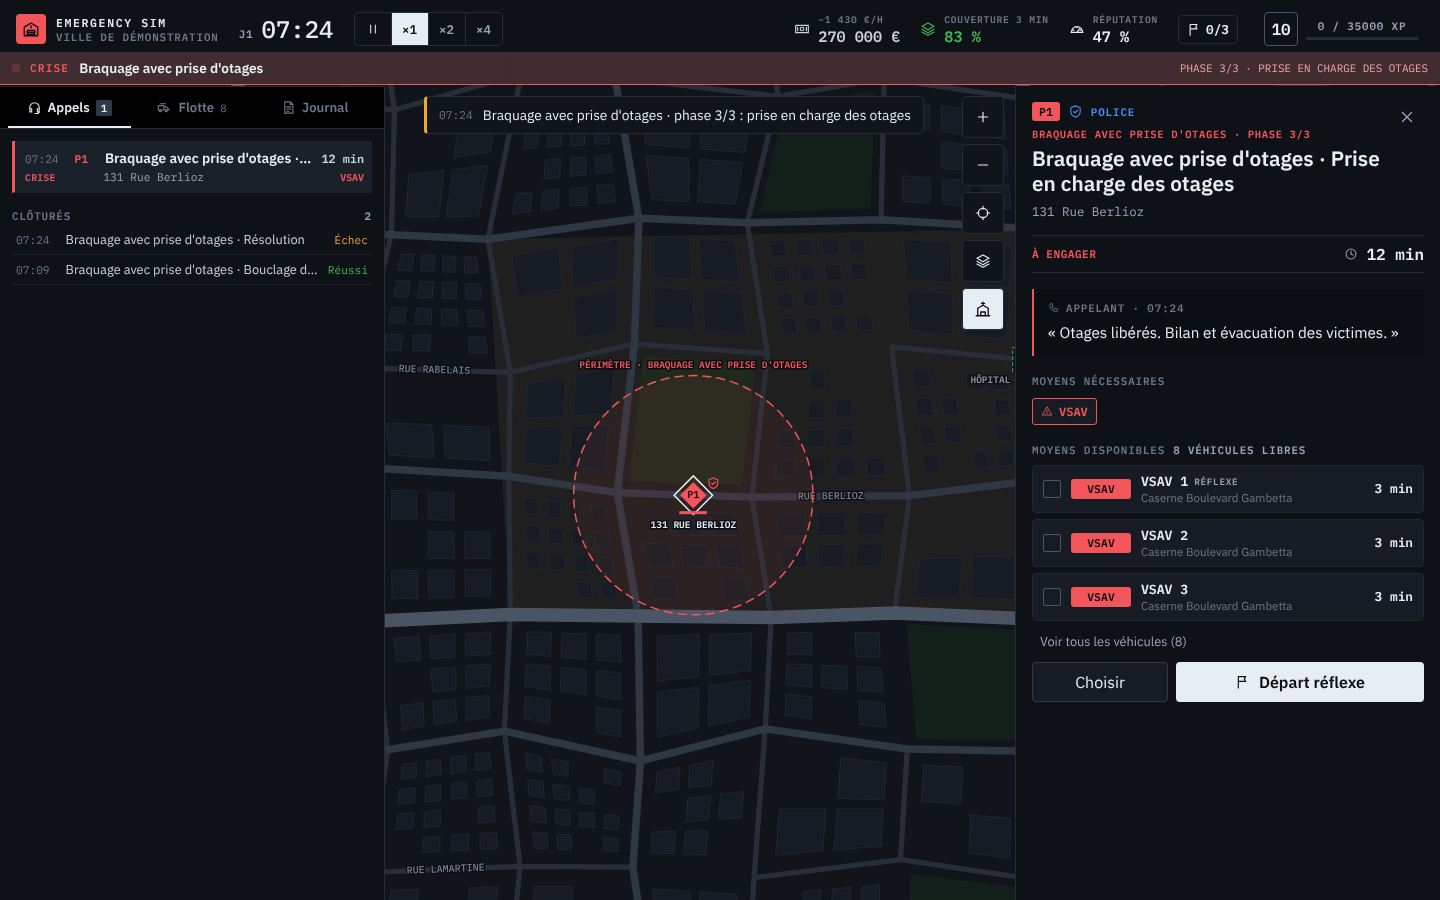 EMERGENCY SIM
VILLE DE DÉMONSTRATION
J1 07:24
×1 ×2 ×4
−1 430 €/H
270 000 €
COUVERTURE 3 MIN
83 %
RÉPUTATION
47 %
0/3
10
0 / 35000 XP
CRISE Braquage avec prise d'otages
PHASE 3/3 · PRISE EN CHARGE DES OTAGES
Appels 1
Flotte 8
Journal
07:24 P1 Braquage avec prise d'otages ·... 12 min
CRISE 131 Rue Berlioz VSAV
CLÔTURÉS 2
07:24 Braquage avec prise d'otages · Résolution Échec
07:09 Braquage avec prise d'otages · Bouclage d... Réussi
07:24 Braquage avec prise d'otages · phase 3/3 : prise en charge des otages
RUE RABELAIS
PÉRIMÈTRE · BRAQUAGE AVEC PRISE D'OTAGES
HÔPITAL
P1
RUE BERLIOZ
131 RUE BERLIOZ
RUE LAMARTINE
P1 POLICE
BRAQUAGE AVEC PRISE D'OTAGES · PHASE 3/3
Braquage avec prise d'otages · Prise
en charge des otages
131 Rue Berlioz
À ENGAGER 12 min
APPELANT · 07:24
« Otages libérés. Bilan et évacuation des victimes. »
MOYENS NÉCESSAIRES
VSAV
MOYENS DISPONIBLES 8 VÉHICULES LIBRES
VSAV VSAV 1 RÉFLEXE 3 min
Caserne Boulevard Gambetta
VSAV VSAV 2 3 min
Caserne Boulevard Gambetta
VSAV VSAV 3 3 min
Caserne Boulevard Gambetta
Voir tous les véhicules (8)
Choisir
Départ réflexe